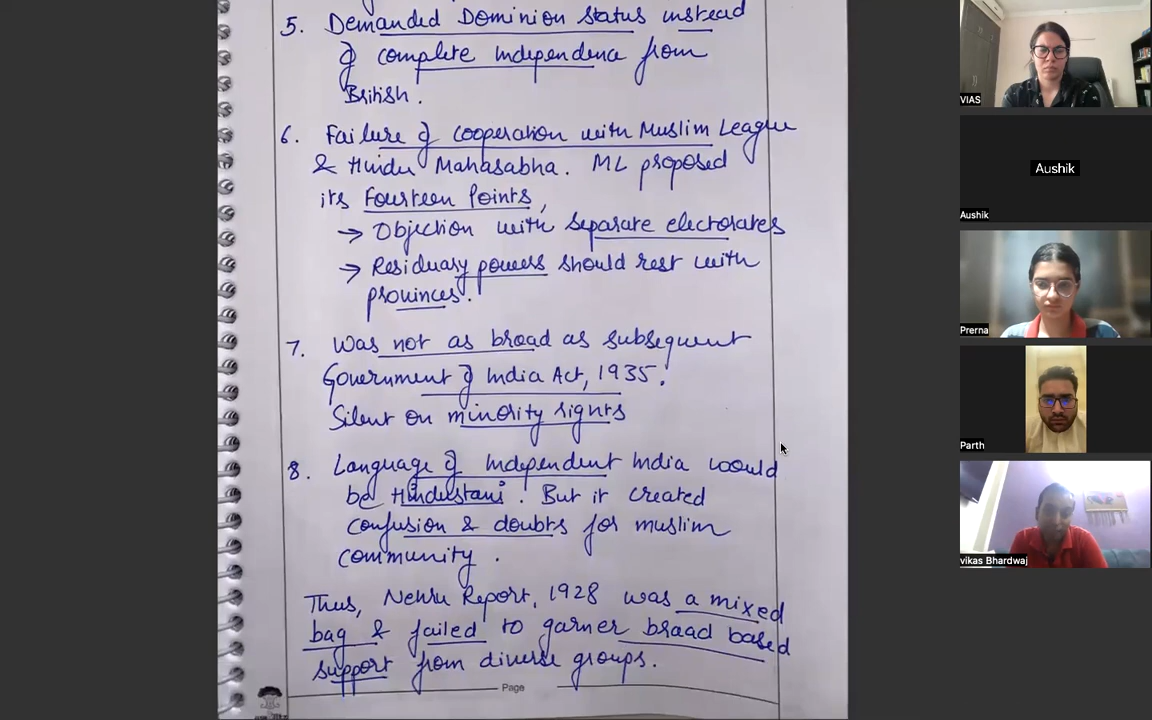 5. Demanded Dominion status instead
of complete independence from
British.
6. Failure of cooperation with Muslim League
& Hindu Mahasabha. ML proposed
its Fourteen Points,
→ Objection with separate electorates
→ Residuary powers should rest with
provinces.
7. Was not as broad as subsequent
Government of India Act, 1935.
Silent on minority rights
8. Language of independent India would
be Hindustani. But it created
confusion & doubts for muslim
community.
Thus, Nehru Report, 1928 was a mixed
bag & failed to garner broad based
support from diverse groups.
Page
VIAS
Aushik
Aushik
Prerna
Parth
vikas Bhardwaj